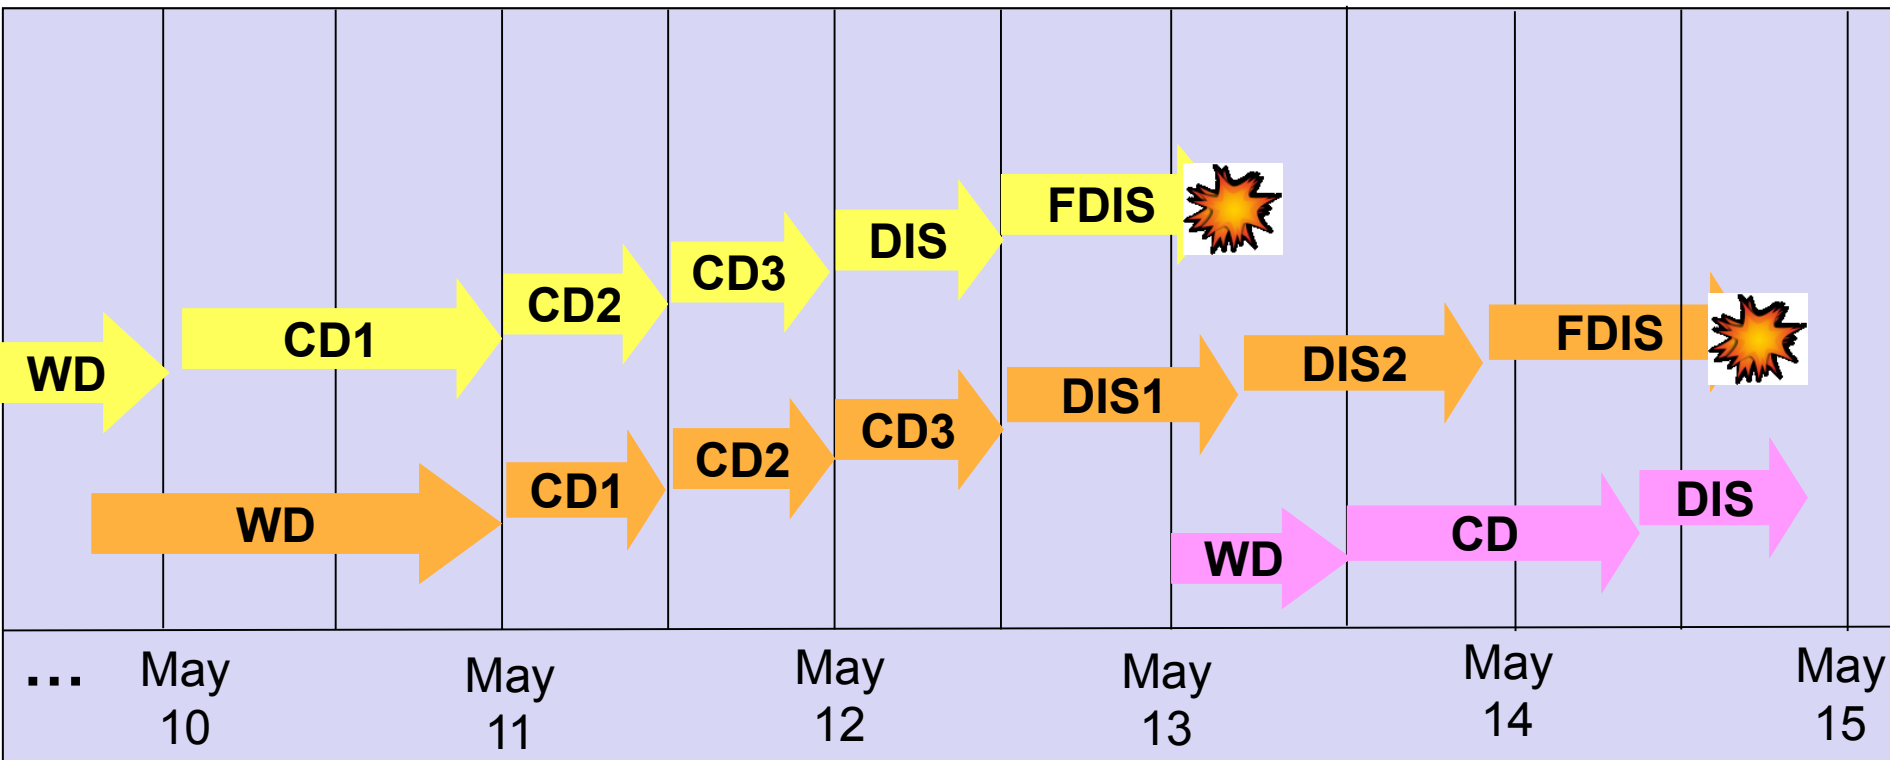 FDIS
DIS
CD3
CD2
CD1
WD
FDIS
DIS2
DIS1
CD3
CD2
CD1
WD
DIS
CD
WD
...
May
10
May
11
May
12
May
13
May
14
May
15